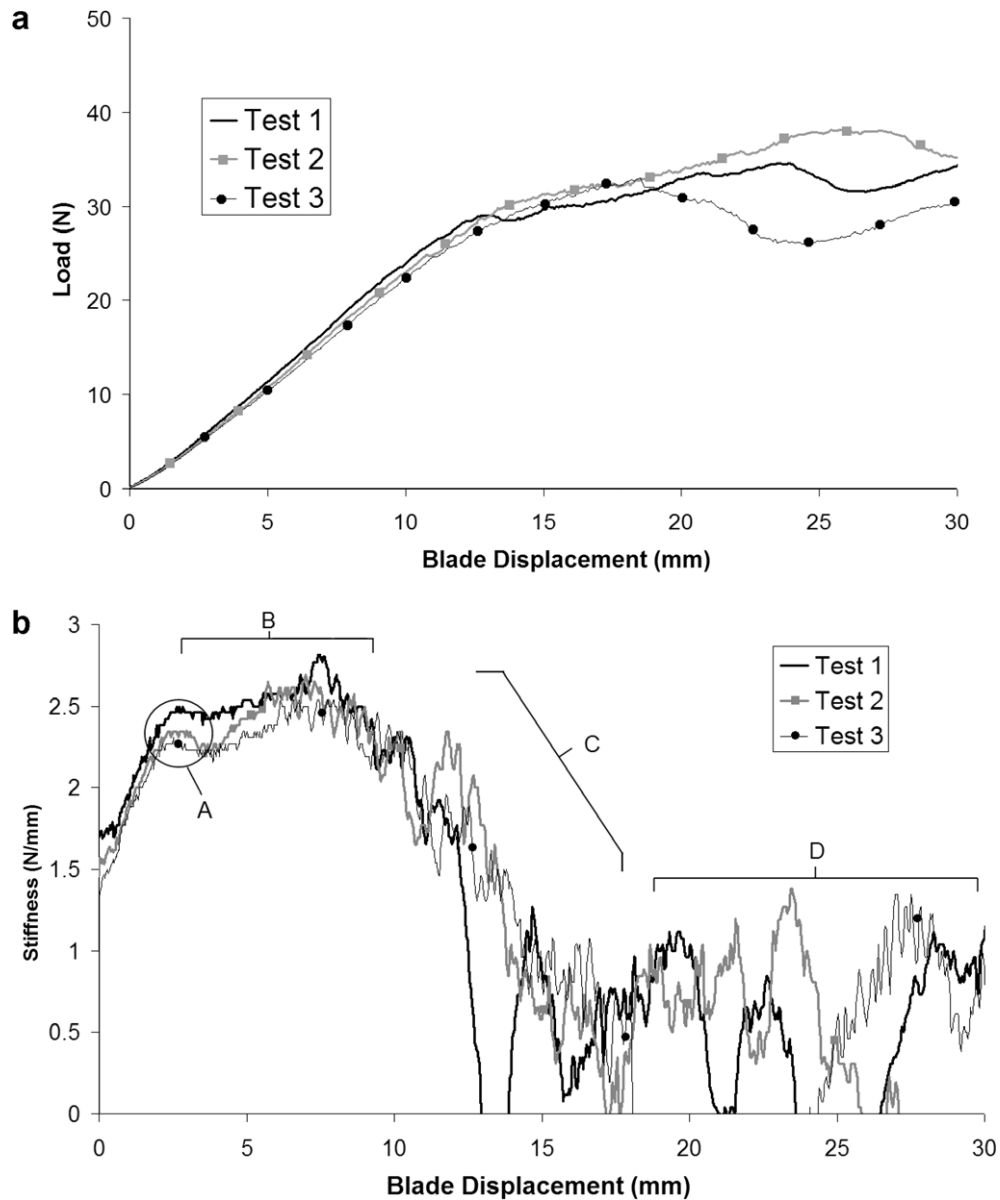 a
50
40
30
20
10
0
Load (N)
Test 1
Test 2
Test 3
0 5 10 15 20 25 30
Blade Displacement (mm)
b
3
2.5
2
1.5
1
0.5
0
Stiffness (N/mm)
B
A
C
D
Test 1
Test 2
Test 3
0 5 10 15 20 25 30
Blade Displacement (mm)